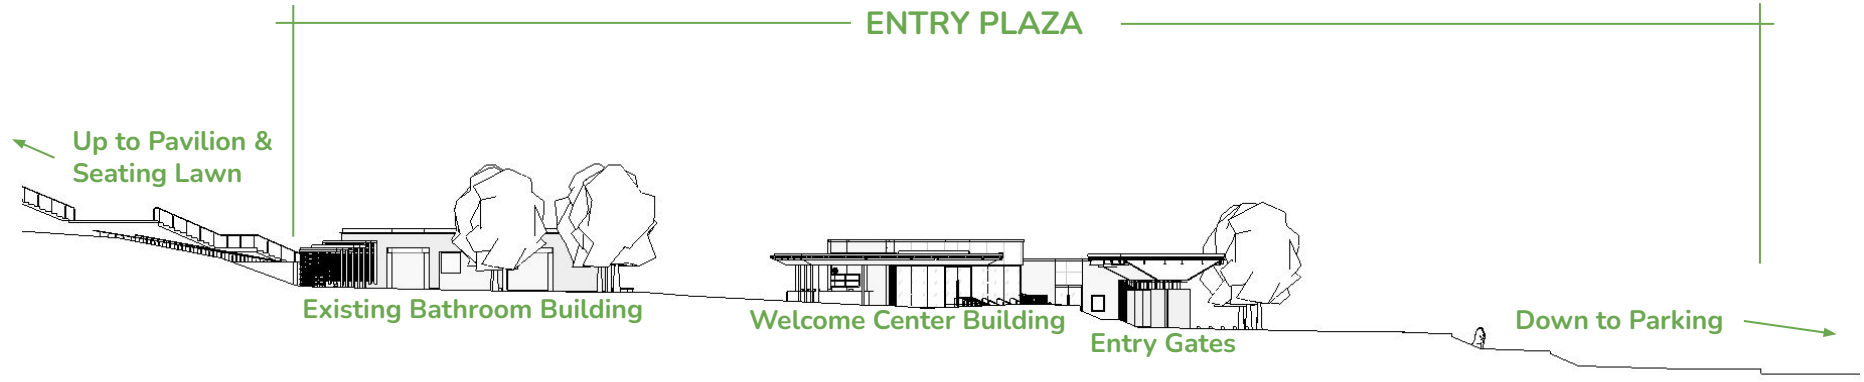 ENTRY PLAZA
Up to Pavilion &
Seating Lawn
Existing Bathroom Building
Welcome Center Building
Entry Gates
Down to Parking